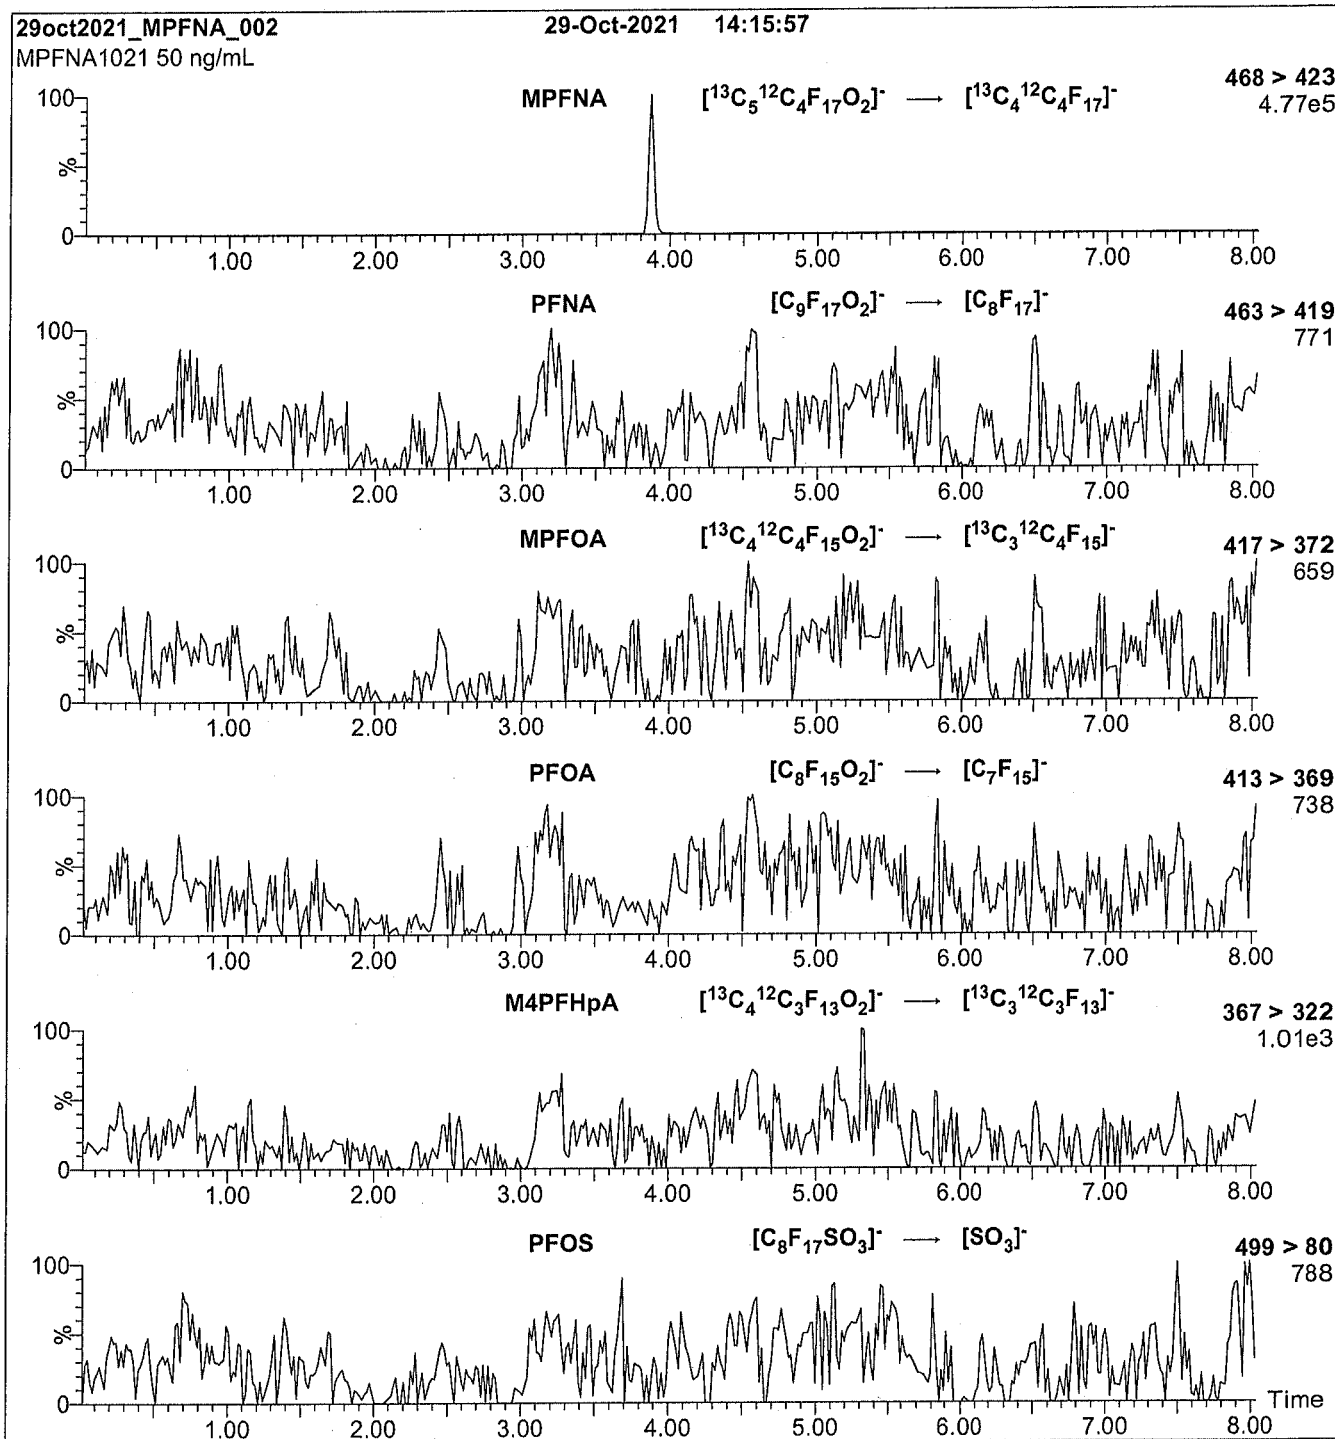 29oct2021_MPFNA_002 29-Oct-2021 14:15:57
MPFNA1021 50 ng/mL
MPFNA [¹³C₅¹²C₄F₁₇O₂]⁻ → [¹³C₄¹²C₄F₁₇]⁻ 468 > 423
4.77e5
100
%
0
1.00 2.00 3.00 4.00 5.00 6.00 7.00 8.00
PFNA [C₉F₁₇O₂]⁻ → [C₈F₁₇]⁻ 463 > 419
771
100
%
0
1.00 2.00 3.00 4.00 5.00 6.00 7.00 8.00
MPFOA [¹³C₄¹²C₄F₁₅O₂]⁻ → [¹³C₃¹²C₄F₁₅]⁻ 417 > 372
659
100
%
0
1.00 2.00 3.00 4.00 5.00 6.00 7.00 8.00
PFOA [C₈F₁₅O₂]⁻ → [C₇F₁₅]⁻ 413 > 369
738
100
%
0
1.00 2.00 3.00 4.00 5.00 6.00 7.00 8.00
M4PFHpA [¹³C₄¹²C₃F₁₃O₂]⁻ → [¹³C₃¹²C₃F₁₃]⁻ 367 > 322
1.01e3
100
%
0
1.00 2.00 3.00 4.00 5.00 6.00 7.00 8.00
PFOS [C₈F₁₇SO₃]⁻ → [SO₃]⁻ 499 > 80
788
100
%
0
Time
1.00 2.00 3.00 4.00 5.00 6.00 7.00 8.00